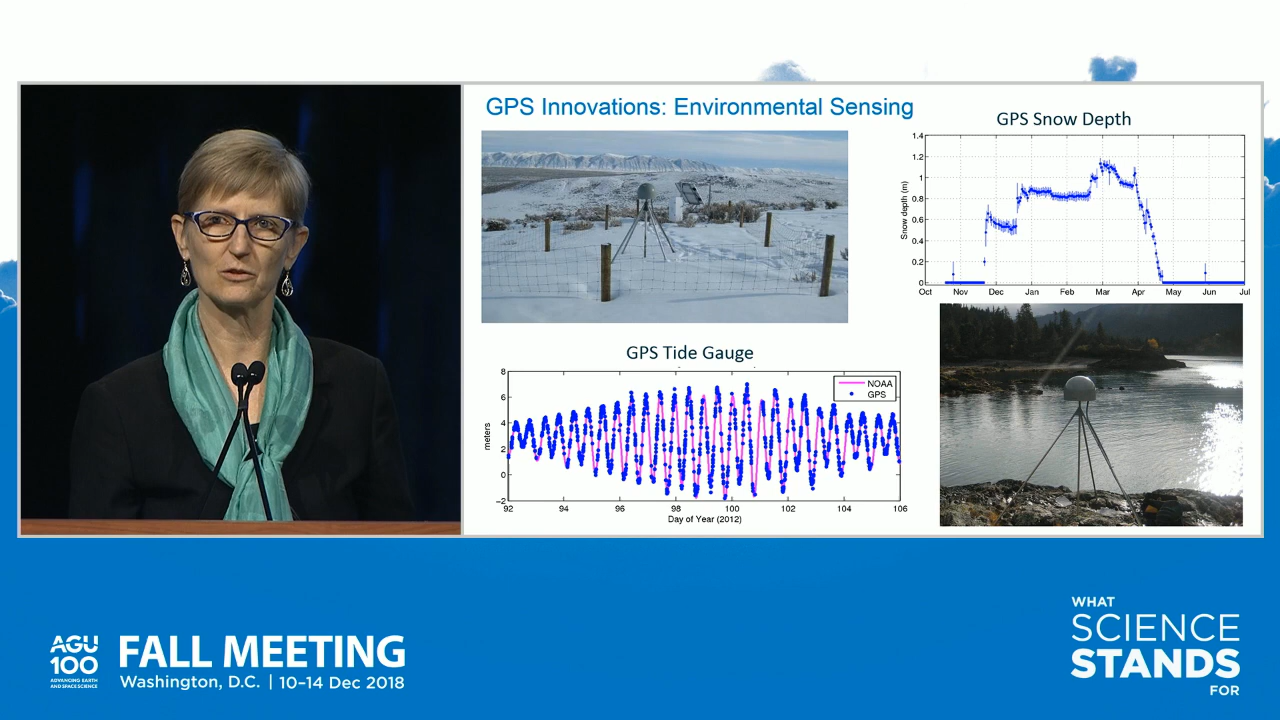 GPS Innovations: Environmental Sensing
GPS Snow Depth
Snow depth (m)
1.4
1.2
1
0.8
0.6
0.4
0.2
0
Oct Nov Dec Jan Feb Mar Apr May Jun Jul
GPS Tide Gauge
meters
8
6
4
2
0
−2
NOAA
GPS
92 94 96 98 100 102 104 106
Day of Year (2012)
AGU
100
ADVANCING EARTH
AND SPACE SCIENCE
FALL MEETING
Washington, D.C. | 10–14 Dec 2018
WHAT
SCIENCE
STANDS
FOR